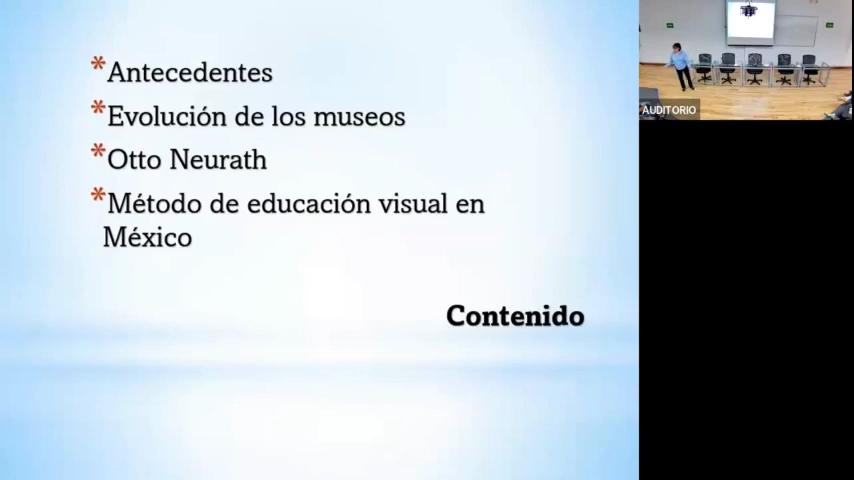 *Antecedentes
*Evolución de los museos
*Otto Neurath
*Método de educación visual en
México
Contenido
AUDITORIO